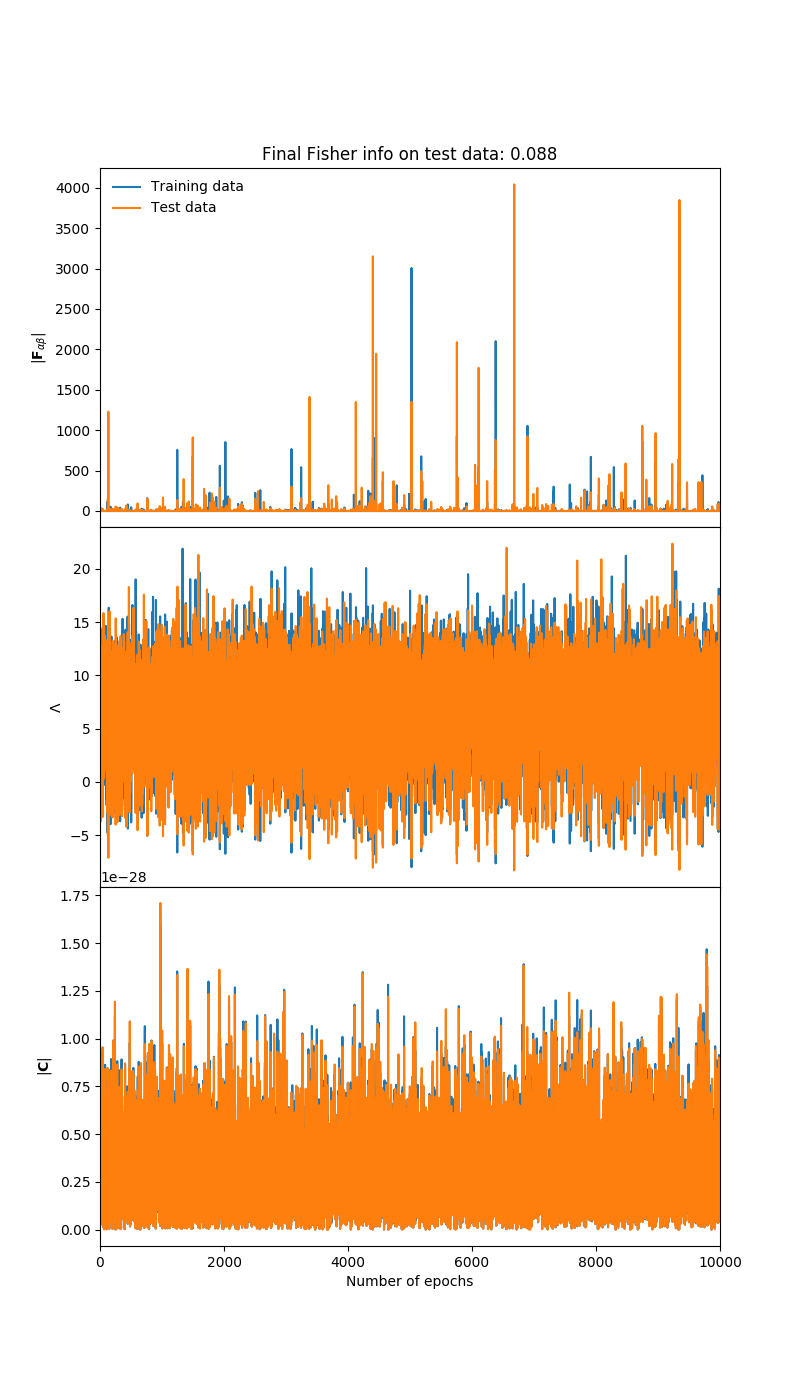 Final Fisher info on test data: 0.088
Training data
Test data
4000
3500
3000
2500
2000
1500
1000
500
0
|F_{αβ}|
20
15
10
5
0
−5
Λ
1e−28
1.75
1.50
1.25
1.00
0.75
0.50
0.25
0.00
|C|
0 2000 4000 6000 8000 10000
Number of epochs